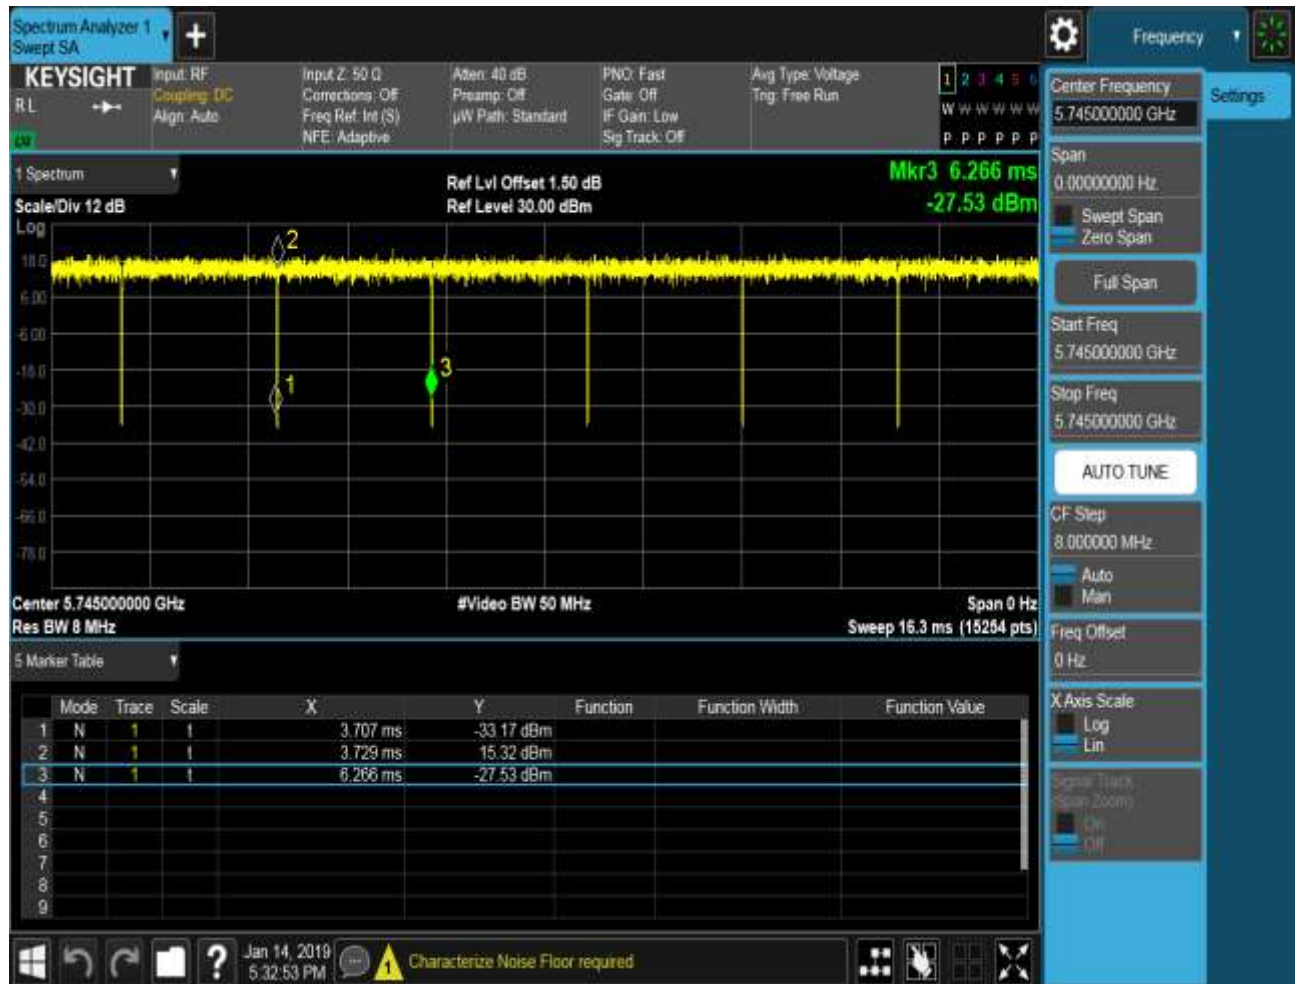 Spectrum Analyzer 1
Swept SA
+
Frequency
KEYSIGHT
RL
Input: RF
Coupling: DC
Align: Auto
Input Z: 50 Ω
Corrections: Off
Freq Ref: Int (S)
NFE: Adaptive
Atten: 40 dB
Preamp: Off
µW Path: Standard
PNO: Fast
Gate: Off
IF Gain: Low
Sig Track: Off
Avg Type: Voltage
Trig: Free Run
1 2 3 4 5 6
W W W W W W
P P P P P P
1 Spectrum
Scale/Div 12 dB
Ref Lvl Offset 1.50 dB
Ref Level 30.00 dBm
Mkr3 6.266 ms
-27.53 dBm
Log
18.0
6.00
-6.00
-18.0
-30.0
-42.0
-54.0
-66.0
-78.0
2
1
3
Center 5.745000000 GHz
Res BW 8 MHz
#Video BW 50 MHz
Span 0 Hz
Sweep 16.3 ms (15254 pts)
5 Marker Table
Mode Trace Scale X Y Function Function Width Function Value
1 N 1 t 3.707 ms -33.17 dBm
2 N 1 t 3.729 ms 15.32 dBm
3 N 1 t 6.266 ms -27.53 dBm
4
5
6
7
8
9
Center Frequency
5.745000000 GHz
Settings
Span
0.00000000 Hz
Swept Span
Zero Span
Full Span
Start Freq
5.745000000 GHz
Stop Freq
5.745000000 GHz
AUTO TUNE
CF Step
8.000000 MHz
Auto
Man
Freq Offset
0 Hz
X Axis Scale
Log
Lin
Signal Track
(Span Zoom)
On
Off
?
Jan 14, 2019
5:32:53 PM
1
Characterize Noise Floor required